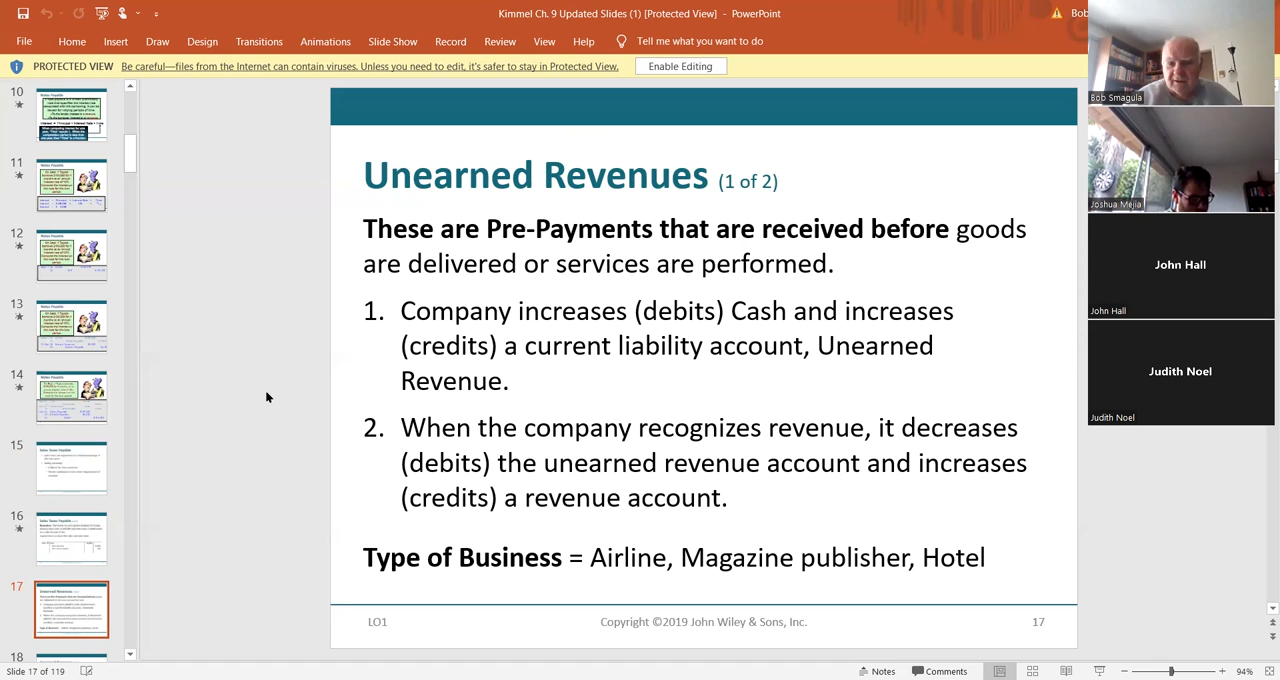 Kimmel Ch. 9 Updated Slides (1) [Protected View] - PowerPoint
Bob
File Home Insert Draw Design Transitions Animations Slide Show Record Review View Help Tell me what you want to do
PROTECTED VIEW Be careful—files from the Internet can contain viruses. Unless you need to edit, it's safer to stay in Protected View. Enable Editing
10
11
12
13
14
15
16
17
18
Unearned Revenues (1 of 2)
These are Pre-Payments that are received before goods
are delivered or services are performed.
1. Company increases (debits) Cash and increases
(credits) a current liability account, Unearned
Revenue.
2. When the company recognizes revenue, it decreases
(debits) the unearned revenue account and increases
(credits) a revenue account.
Type of Business = Airline, Magazine publisher, Hotel
LO1 Copyright ©2019 John Wiley & Sons, Inc. 17
Bob Smagula
Joshua Mejia
John Hall
John Hall
Judith Noel
Judith Noel
Slide 17 of 119 Notes Comments 94%